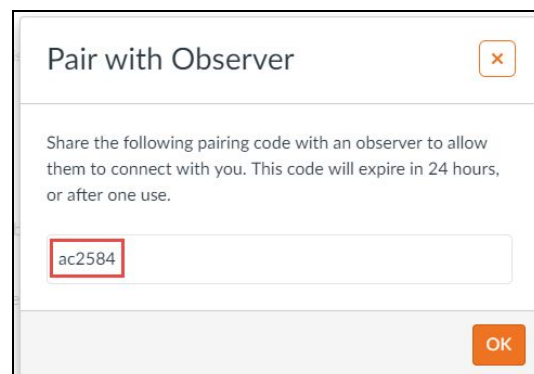 Pair with Observer
×
Share the following pairing code with an observer to allow
them to connect with you. This code will expire in 24 hours,
or after one use.
ac2584
OK